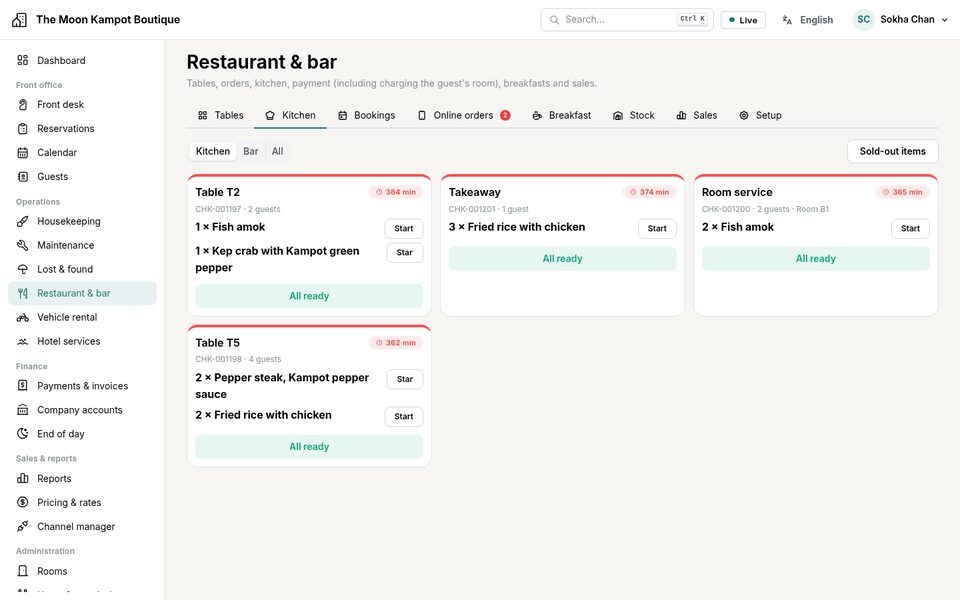 The Moon Kampot Boutique
Search...
Ctrl K
Live
English
SC
Sokha Chan
Dashboard
Front office
Front desk
Reservations
Calendar
Guests
Operations
Housekeeping
Maintenance
Lost & found
Restaurant & bar
Vehicle rental
Hotel services
Finance
Payments & invoices
Company accounts
End of day
Sales & reports
Reports
Pricing & rates
Channel manager
Administration
Rooms
Restaurant & bar
Tables, orders, kitchen, payment (including charging the guest's room), breakfasts and sales.
Tables
Kitchen
Bookings
Online orders 2
Breakfast
Stock
Sales
Setup
Kitchen
Bar
All
Sold-out items
Table T2
384 min
CHK-001197 · 2 guests
1 × Fish amok
Start
1 × Kep crab with Kampot green
pepper
Star
All ready
Takeaway
374 min
CHK-001201 · 1 guest
3 × Fried rice with chicken
Start
All ready
Room service
365 min
CHK-001200 · 2 guests · Room B1
2 × Fish amok
Start
All ready
Table T5
362 min
CHK-001198 · 4 guests
2 × Pepper steak, Kampot pepper
sauce
Star
2 × Fried rice with chicken
Start
All ready